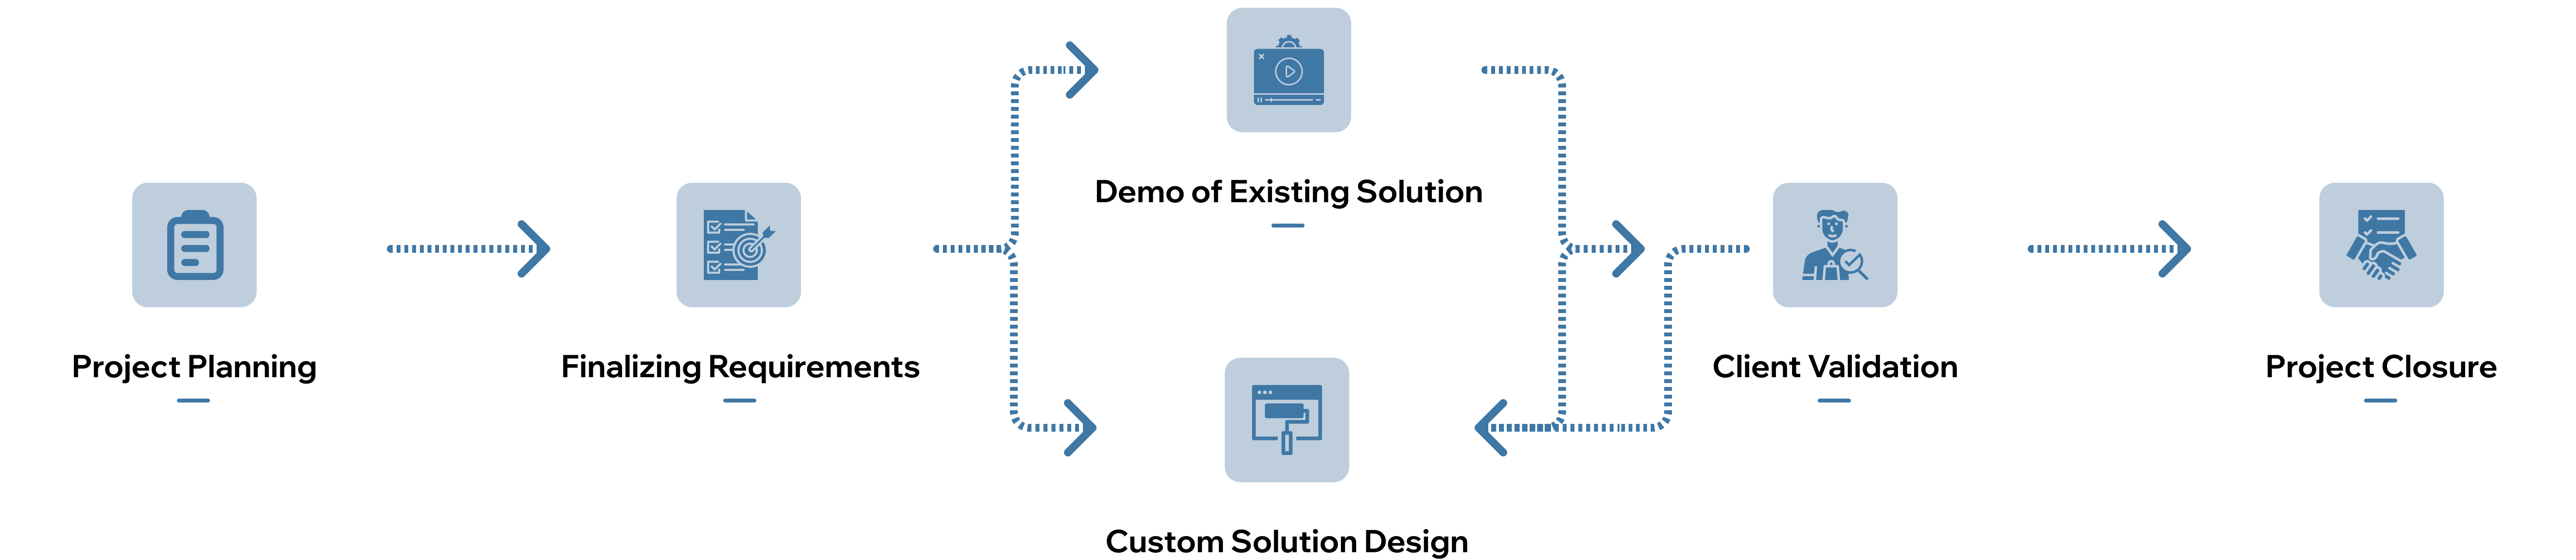 Project Planning
Finalizing Requirements
Demo of Existing Solution
Custom Solution Design
Client Validation
Project Closure